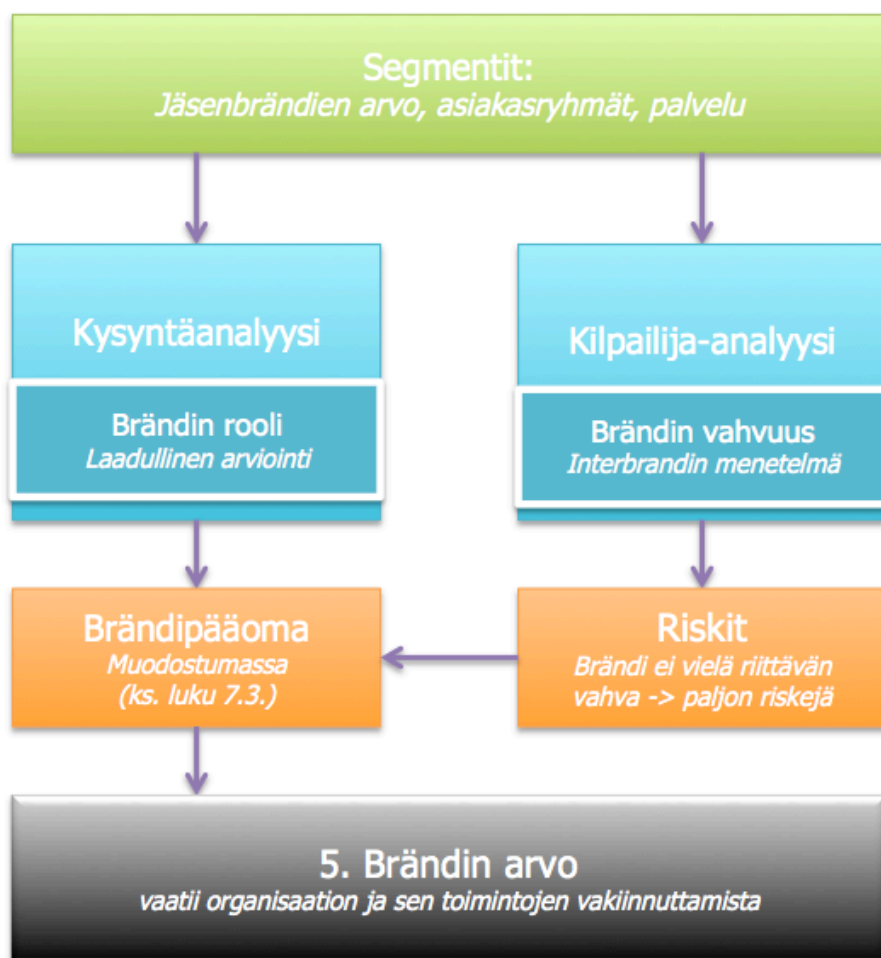 Segmentit:
Jäsenbrändien arvo, asiakasryhmät, palvelu
Kysyntäanalyysi
Brändin rooli
Laadullinen arviointi
Kilpailija-analyysi
Brändin vahvuus
Interbrandin menetelmä
Brändipääoma
Muodostumassa
(ks. luku 7.3.)
Riskit
Brändi ei vielä riittävän
vahva -> paljon riskejä
5. Brändin arvo
vaatii organisaation ja sen toimintojen vakiinnuttamista